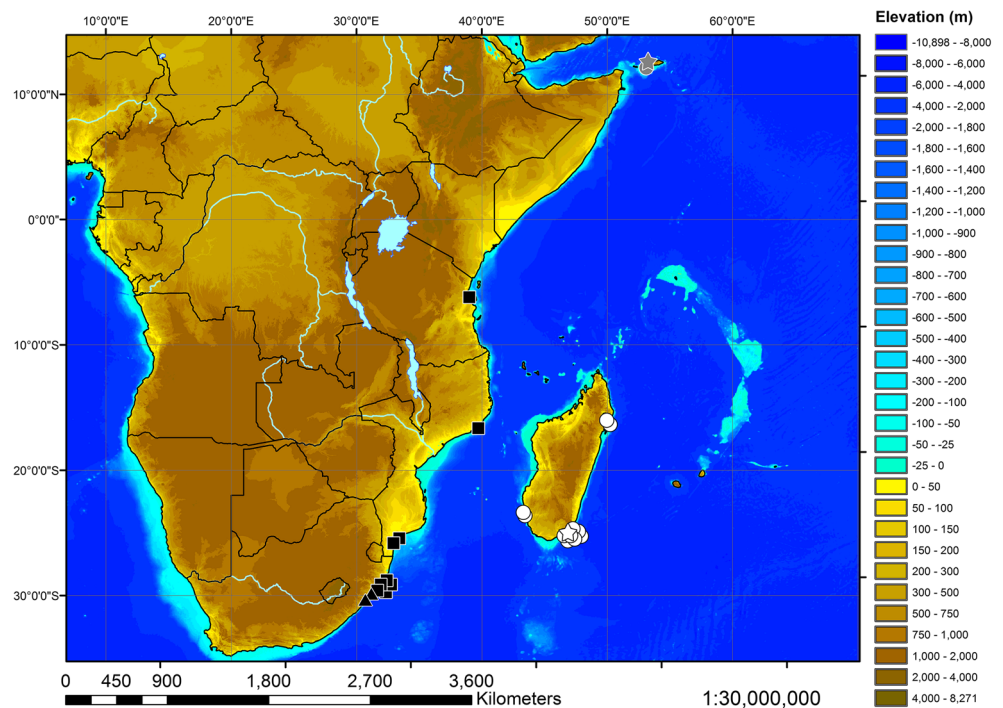 10°0'0"E 20°0'0"E 30°0'0"E 40°0'0"E 50°0'0"E 60°0'0"E
Elevation (m)
-10,898 - -8,000
-8,000 - -6,000
-6,000 - -4,000
-4,000 - -2,000
-2,000 - -1,800
-1,800 - -1,600
-1,600 - -1,400
-1,400 - -1,200
-1,200 - -1,000
-1,000 - -900
-900 - -800
-800 - -700
-700 - -600
-600 - -500
-500 - -400
-400 - -300
-300 - -200
-200 - -100
-100 - -50
-50 - -25
-25 - 0
0 - 50
50 - 100
100 - 150
150 - 200
200 - 300
300 - 500
500 - 750
750 - 1,000
1,000 - 2,000
2,000 - 4,000
4,000 - 8,271
10°0'0"N
0°0'0"
10°0'0"S
20°0'0"S
30°0'0"S
0 450 900 1,800 2,700 3,600
Kilometers
1:30,000,000